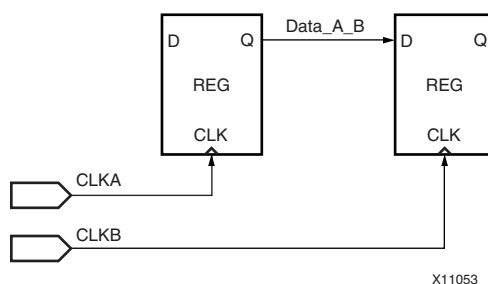 Data_A_B
D Q D Q
REG REG
CLK CLK
CLKA
CLKB
X11053